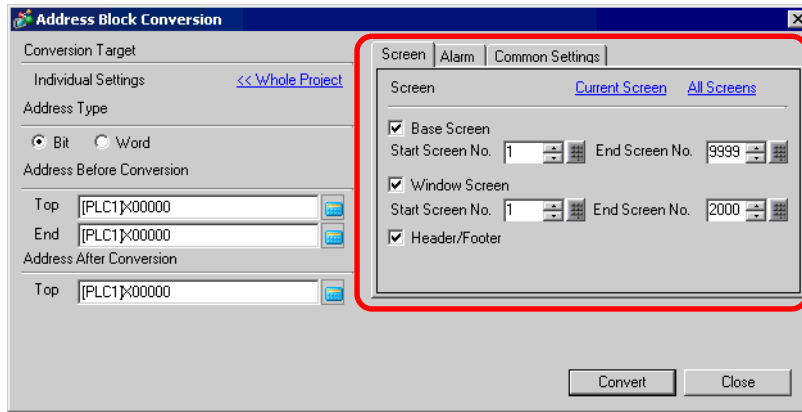 Address Block Conversion
Conversion Target
Individual Settings << Whole Project
Address Type
Bit Word
Address Before Conversion
Top [PLC1]X00000
End [PLC1]X00000
Address After Conversion
Top [PLC1]X00000
Screen Alarm Common Settings
Screen Current Screen All Screens
Base Screen
Start Screen No. 1 End Screen No. 9999
Window Screen
Start Screen No. 1 End Screen No. 2000
Header/Footer
Convert Close